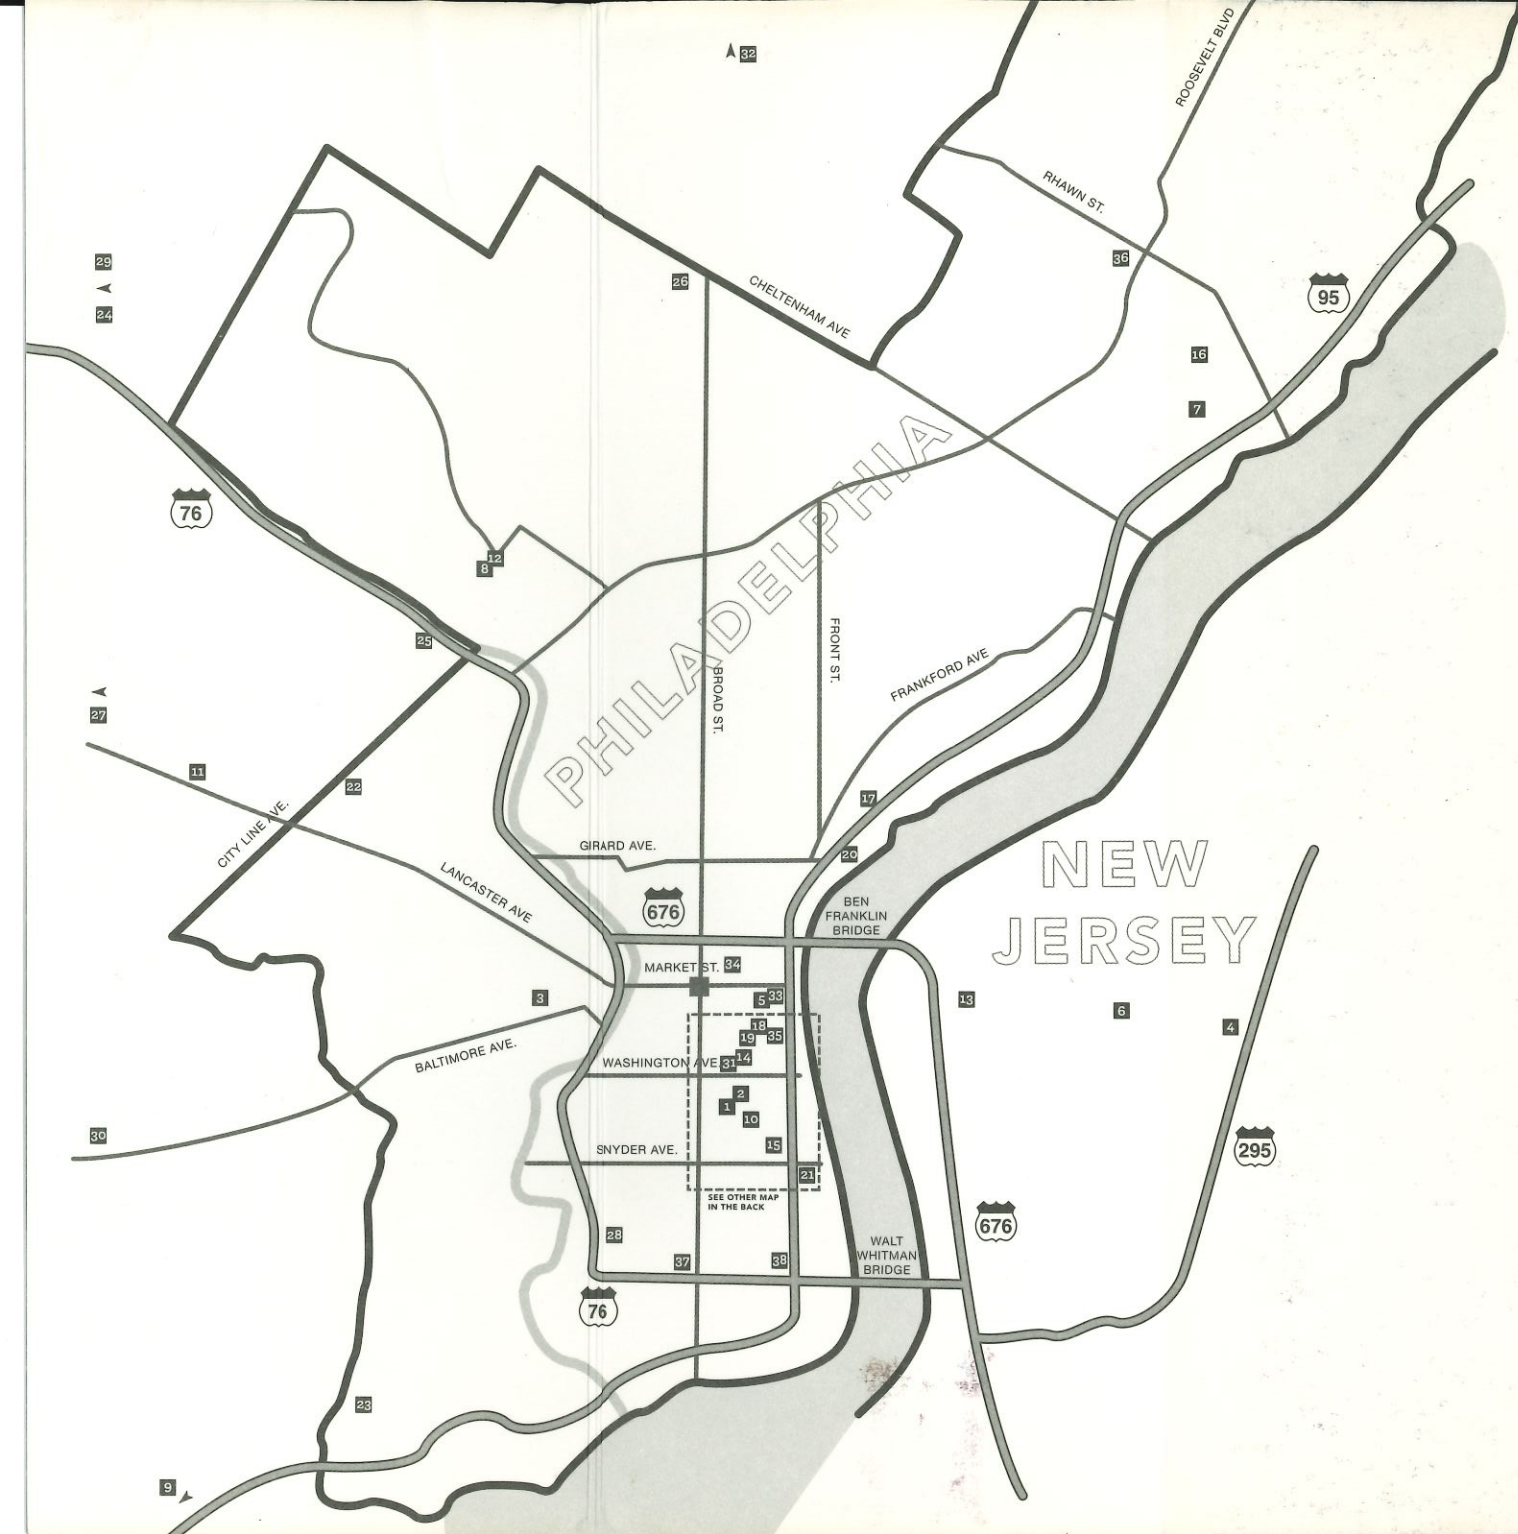 32
ROOSEVELT BLVD
RHAWN ST.
36
29
24
26
CHELTENHAM AVE
95
16
7
76
PHILADELPHIA
12
8
25
BROAD ST.
FRONT ST.
FRANKFORD AVE
27
11
22
CITY LINE AVE.
17
20
GIRARD AVE.
LANCASTER AVE
676
BEN
FRANKLIN
BRIDGE
NEW
JERSEY
MARKET ST.
34
3
5
33
13
6
4
18
19
35
BALTIMORE AVE.
WASHINGTON AVE.
31
14
2
1
10
30
SNYDER AVE.
15
21
295
SEE OTHER MAP
IN THE BACK
28
37
38
WALT
WHITMAN
BRIDGE
676
76
23
9